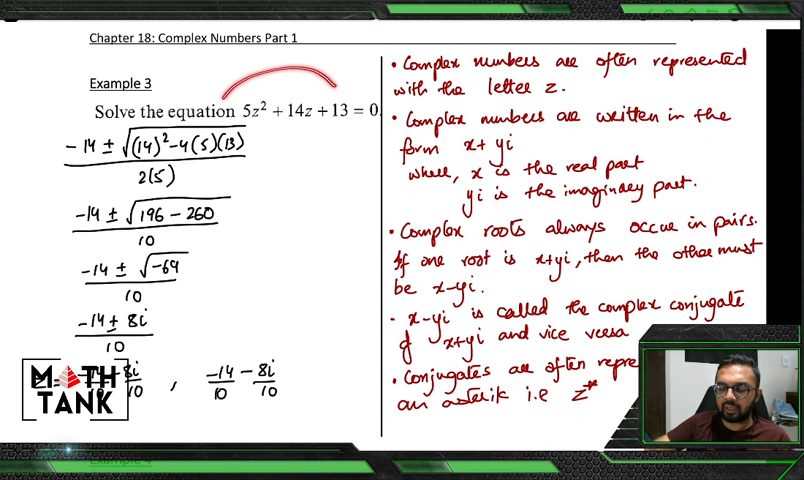 Chapter 18: Complex Numbers Part 1
Example 3
Solve the equation 5z² + 14z + 13 = 0.
-14 ± √(14)² - 4(5)(13)
2(5)
-14 ± √196 - 260
10
-14 ± √-64
10
-14 ± 8i
10
8i , -14 - 8i
10 10 10
MATH
TANK
• Complex numbers are often represented
with the letter z.
• Complex numbers are written in the
form x + yi
where, x is the real part
yi is the imaginary part.
• Complex roots always occur in pairs.
If one root is x+yi, then the other must
be x-yi.
• x-yi is called the complex conjugate
of x+yi and vice versa
• Conjugates are often repre
an asterik i.e z*